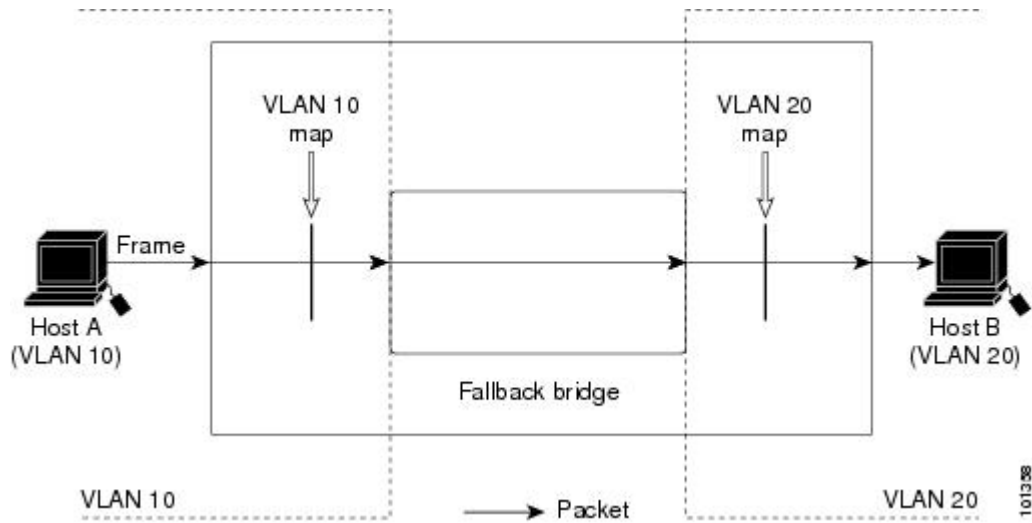 VLAN 10
map
VLAN 20
map
Frame
Host A
(VLAN 10)
Host B
(VLAN 20)
Fallback bridge
VLAN 10
Packet
VLAN 20
101358